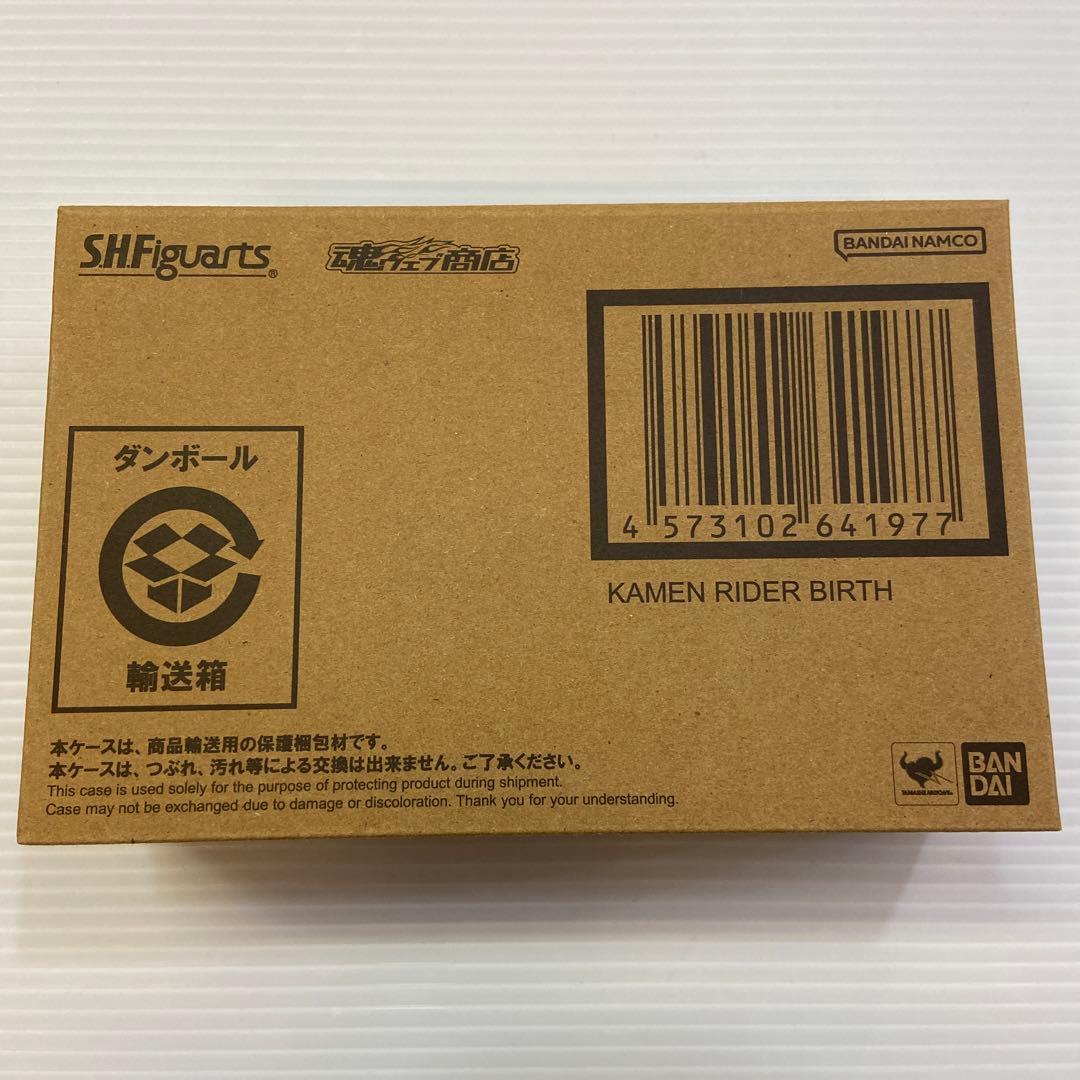 S.H.Figuarts®
魂ウェブ商店
BANDAI NAMCO
4 573102 641977
KAMEN RIDER BIRTH
ダンボール
輸送箱
本ケースは、商品輸送用の保護梱包材です。
本ケースは、つぶれ、汚れ等による交換は出来ません。ご了承ください。
This case is used solely for the purpose of protecting product during shipment.
Case may not be exchanged due to damage or discoloration. Thank you for your understanding.
TAMASHII NATIONS
BAN
DAI